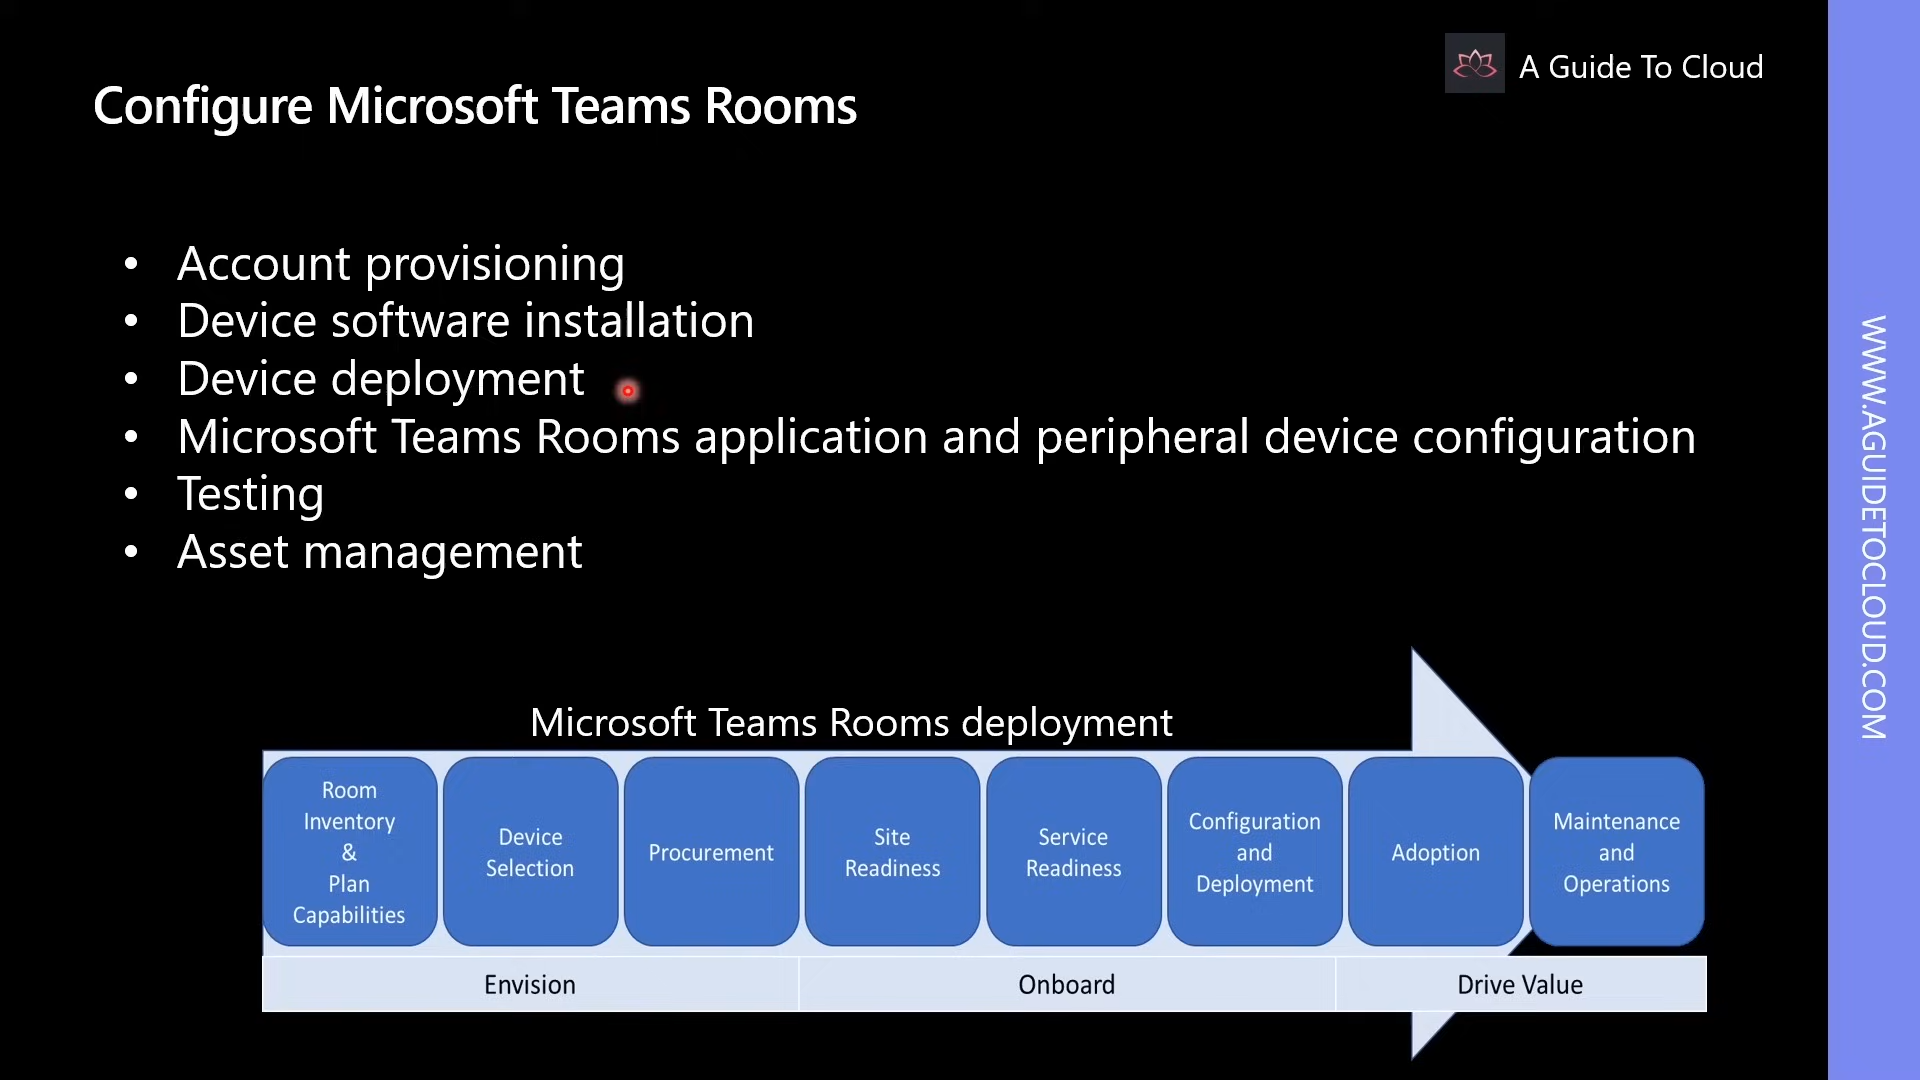 A Guide To Cloud
Configure Microsoft Teams Rooms
• Account provisioning
• Device software installation
• Device deployment
• Microsoft Teams Rooms application and peripheral device configuration
• Testing
• Asset management
Microsoft Teams Rooms deployment
Room
Inventory
&
Plan
Capabilities
Device
Selection
Procurement
Site
Readiness
Service
Readiness
Configuration
and
Deployment
Adoption
Maintenance
and
Operations
Envision
Onboard
Drive Value
WWW.AGUIDETOCLOUD.COM